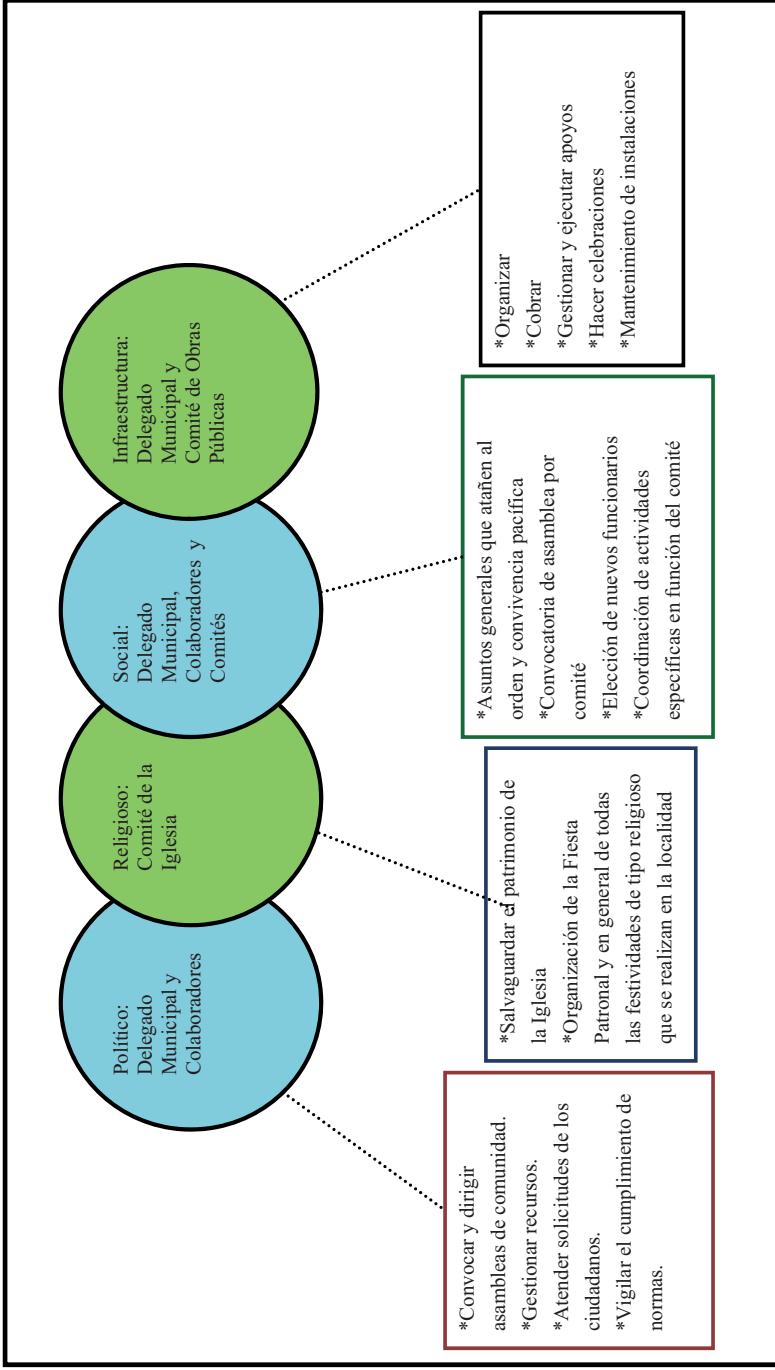 Político:
Delegado
Municipal y
Colaboradores
Religioso:
Comité de la
Iglesia
Social:
Delegado
Municipal,
Colaboradores y
Comités
Infraestructura:
Delegado
Municipal y
Comité de Obras
Públicas
*Convocar y dirigir
asambleas de comunidad.
*Gestionar recursos.
*Atender solicitudes de los
ciudadanos.
*Vigilar el cumplimiento de
normas.
*Salvaguardar el patrimonio de
la Iglesia
*Organización de la Fiesta
Patronal y en general de todas
las festividades de tipo religioso
que se realizan en la localidad
*Asuntos generales que atañen al
orden y convivencia pacífica
*Convocatoria de asamblea por
comité
*Elección de nuevos funcionarios
*Coordinación de actividades
específicas en función del comité
*Organizar
*Cobrar
*Gestionar y ejecutar apoyos
*Hacer celebraciones
*Mantenimiento de instalaciones